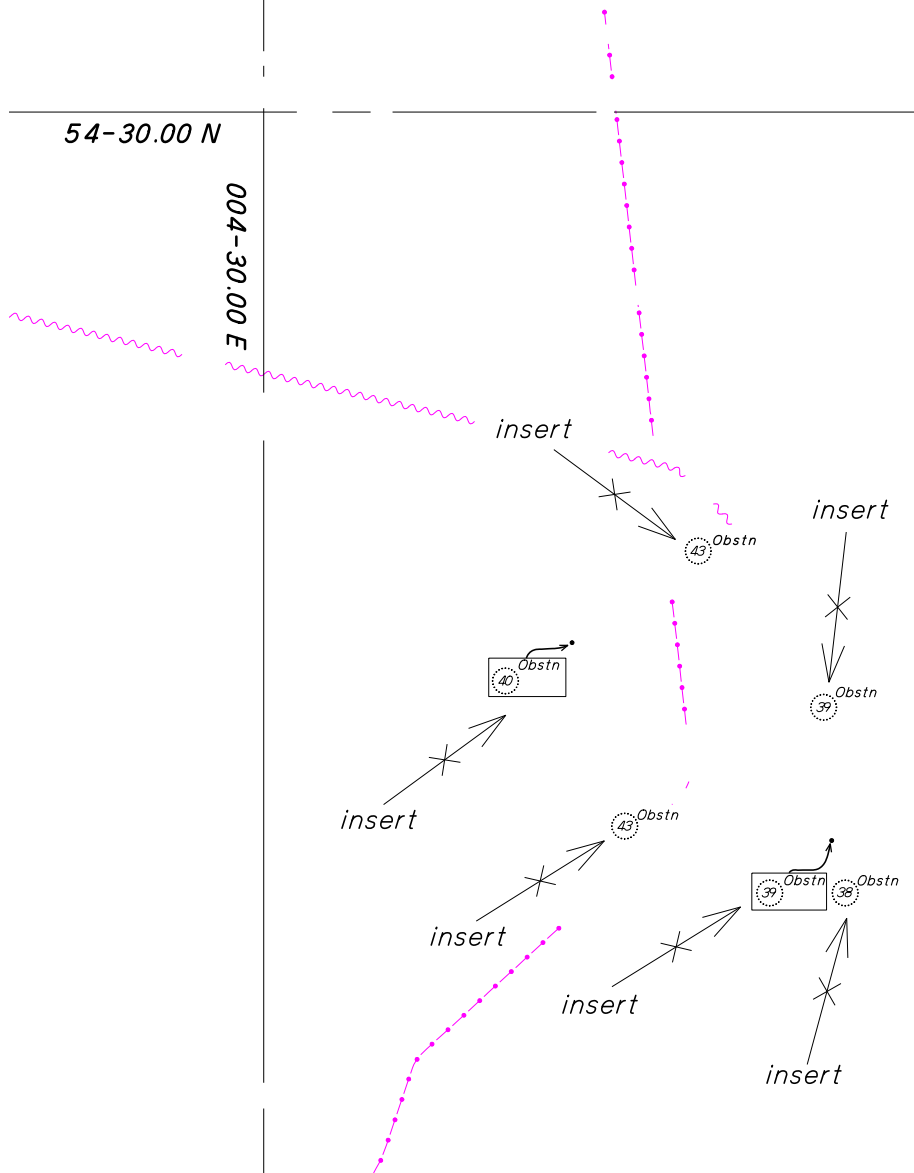 54-30.00 N
004-30.00 E
insert
insert
43 Obstn
40 Obstn
39 Obstn
insert
43 Obstn
39 Obstn
38 Obstn
insert
insert
insert